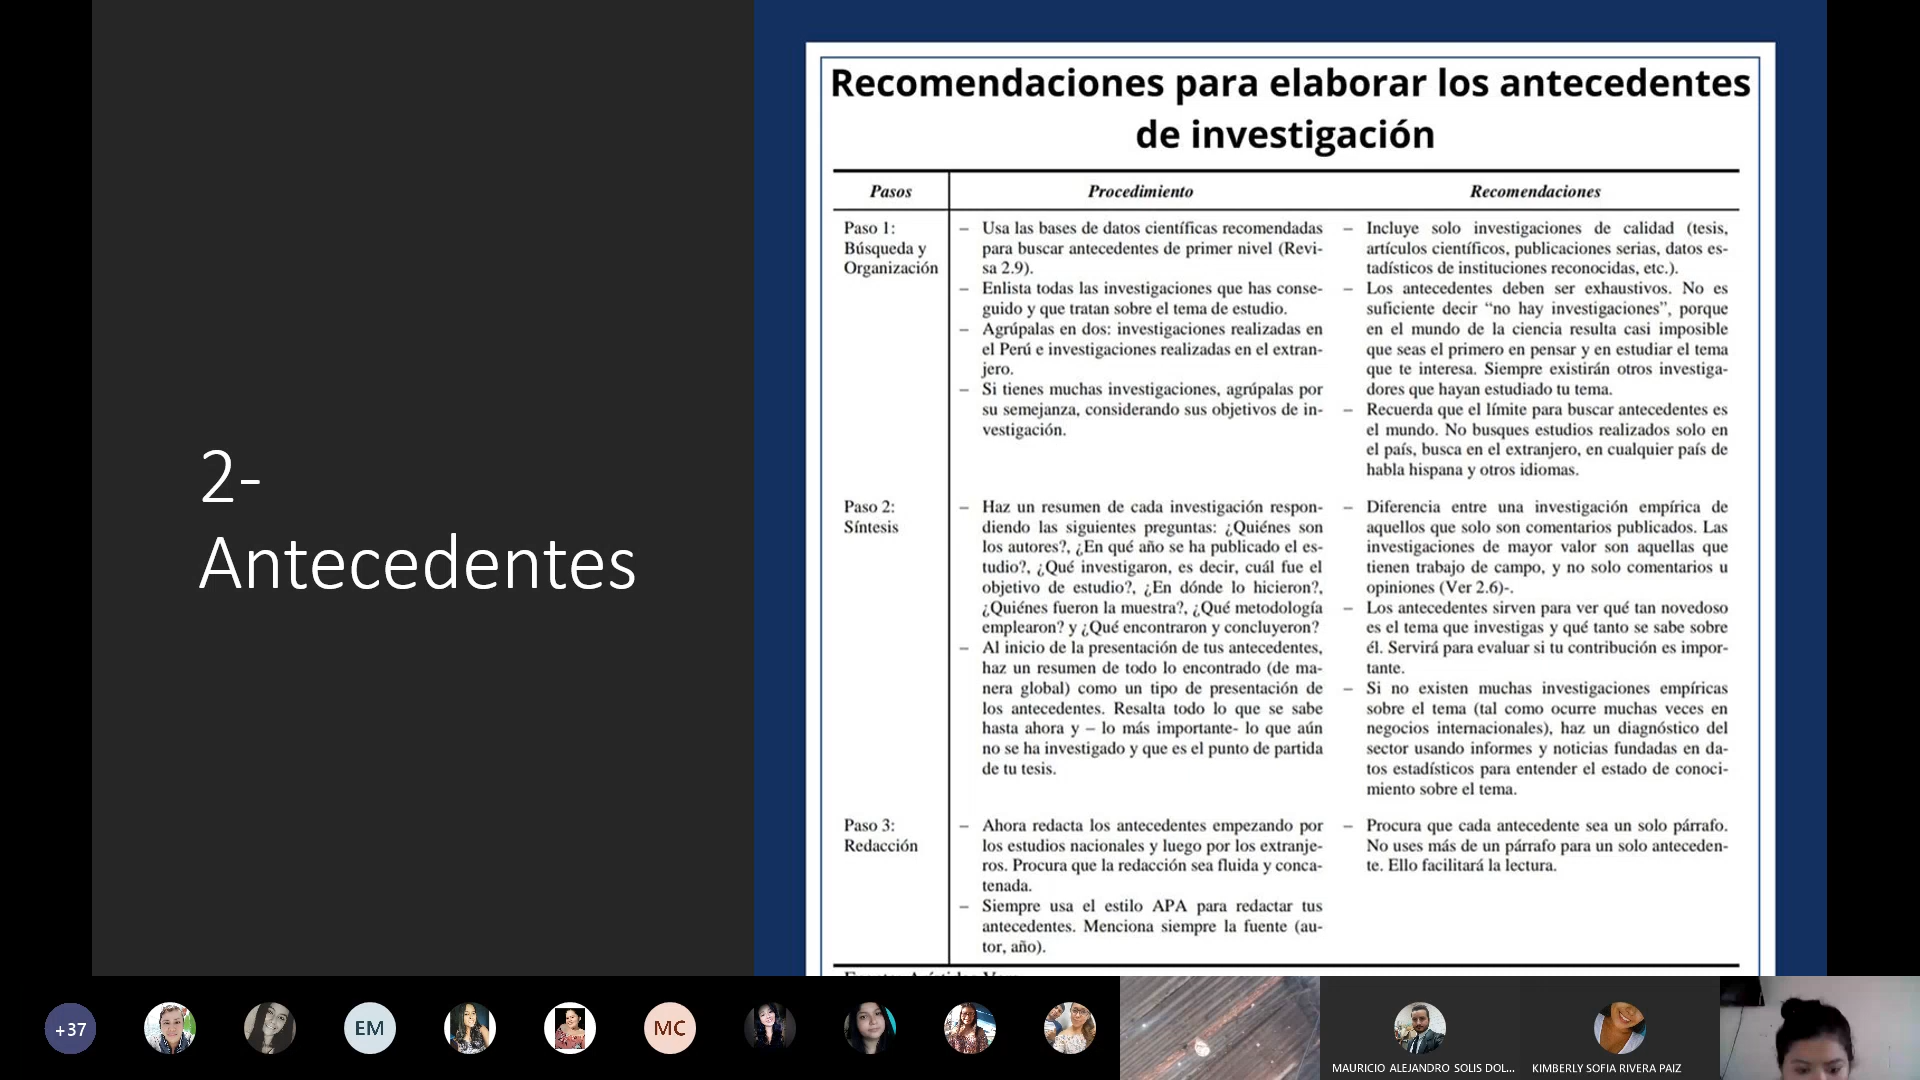 2-
Antecedentes
Recomendaciones para elaborar los antecedentes
de investigación
Pasos
Procedimiento
Recomendaciones
Paso 1:
Búsqueda y
Organización
– Usa las bases de datos científicas recomendadas
para buscar antecedentes de primer nivel (Revi-
sa 2.9).
– Enlista todas las investigaciones que has conse-
guido y que tratan sobre el tema de estudio.
– Agrúpalas en dos: investigaciones realizadas en
el Perú e investigaciones realizadas en el extran-
jero.
– Si tienes muchas investigaciones, agrúpalas por
su semejanza, considerando sus objetivos de in-
vestigación.
– Incluye solo investigaciones de calidad (tesis,
artículos científicos, publicaciones serias, datos es-
tadísticos de instituciones reconocidas, etc.).
– Los antecedentes deben ser exhaustivos. No es
suficiente decir “no hay investigaciones”, porque
en el mundo de la ciencia resulta casi imposible
que seas el primero en pensar y en estudiar el tema
que te interesa. Siempre existirán otros investiga-
dores que hayan estudiado tu tema.
– Recuerda que el límite para buscar antecedentes es
el mundo. No busques estudios realizados solo en
el país, busca en el extranjero, en cualquier país de
habla hispana y otros idiomas.
Paso 2:
Síntesis
– Haz un resumen de cada investigación respon-
diendo las siguientes preguntas: ¿Quiénes son
los autores?, ¿En qué año se ha publicado el es-
tudio?, ¿Qué investigaron, es decir, cuál fue el
objetivo de estudio?, ¿En dónde lo hicieron?,
¿Quiénes fueron la muestra?, ¿Qué metodología
emplearon? y ¿Qué encontraron y concluyeron?
– Al inicio de la presentación de tus antecedentes,
haz un resumen de todo lo encontrado (de ma-
nera global) como un tipo de presentación de
los antecedentes. Resalta todo lo que se sabe
hasta ahora y – lo más importante- lo que aún
no se ha investigado y que es el punto de partida
de tu tesis.
– Diferencia entre una investigación empírica de
aquellos que solo son comentarios publicados. Las
investigaciones de mayor valor son aquellas que
tienen trabajo de campo, y no solo comentarios u
opiniones (Ver 2.6)-.
– Los antecedentes sirven para ver qué tan novedoso
es el tema que investigas y qué tanto se sabe sobre
él. Servirá para evaluar si tu contribución es impor-
tante.
– Si no existen muchas investigaciones empíricas
sobre el tema (tal como ocurre muchas veces en
negocios internacionales), haz un diagnóstico del
sector usando informes y noticias fundadas en da-
tos estadísticos para entender el estado de conoci-
miento sobre el tema.
Paso 3:
Redacción
– Ahora redacta los antecedentes empezando por
los estudios nacionales y luego por los extranje-
ros. Procura que la redacción sea fluida y conca-
tenada.
– Siempre usa el estilo APA para redactar tus
antecedentes. Menciona siempre la fuente (au-
tor, año).
– Procura que cada antecedente sea un solo párrafo.
No uses más de un párrafo para un solo anteceden-
te. Ello facilitará la lectura.
+37
EM
MC
MAURICIO ALEJANDRO SOLIS DOL...
KIMBERLY SOFIA RIVERA PAIZ